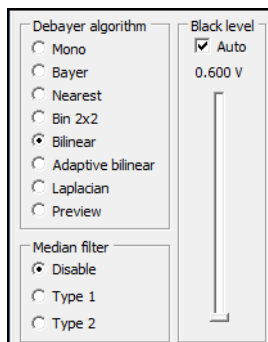 Debayer algorithm
Mono
Bayer
Nearest
Bin 2x2
Bilinear
Adaptive bilinear
Laplacian
Preview
Median filter
Disable
Type 1
Type 2
Black level
Auto
0.600 V